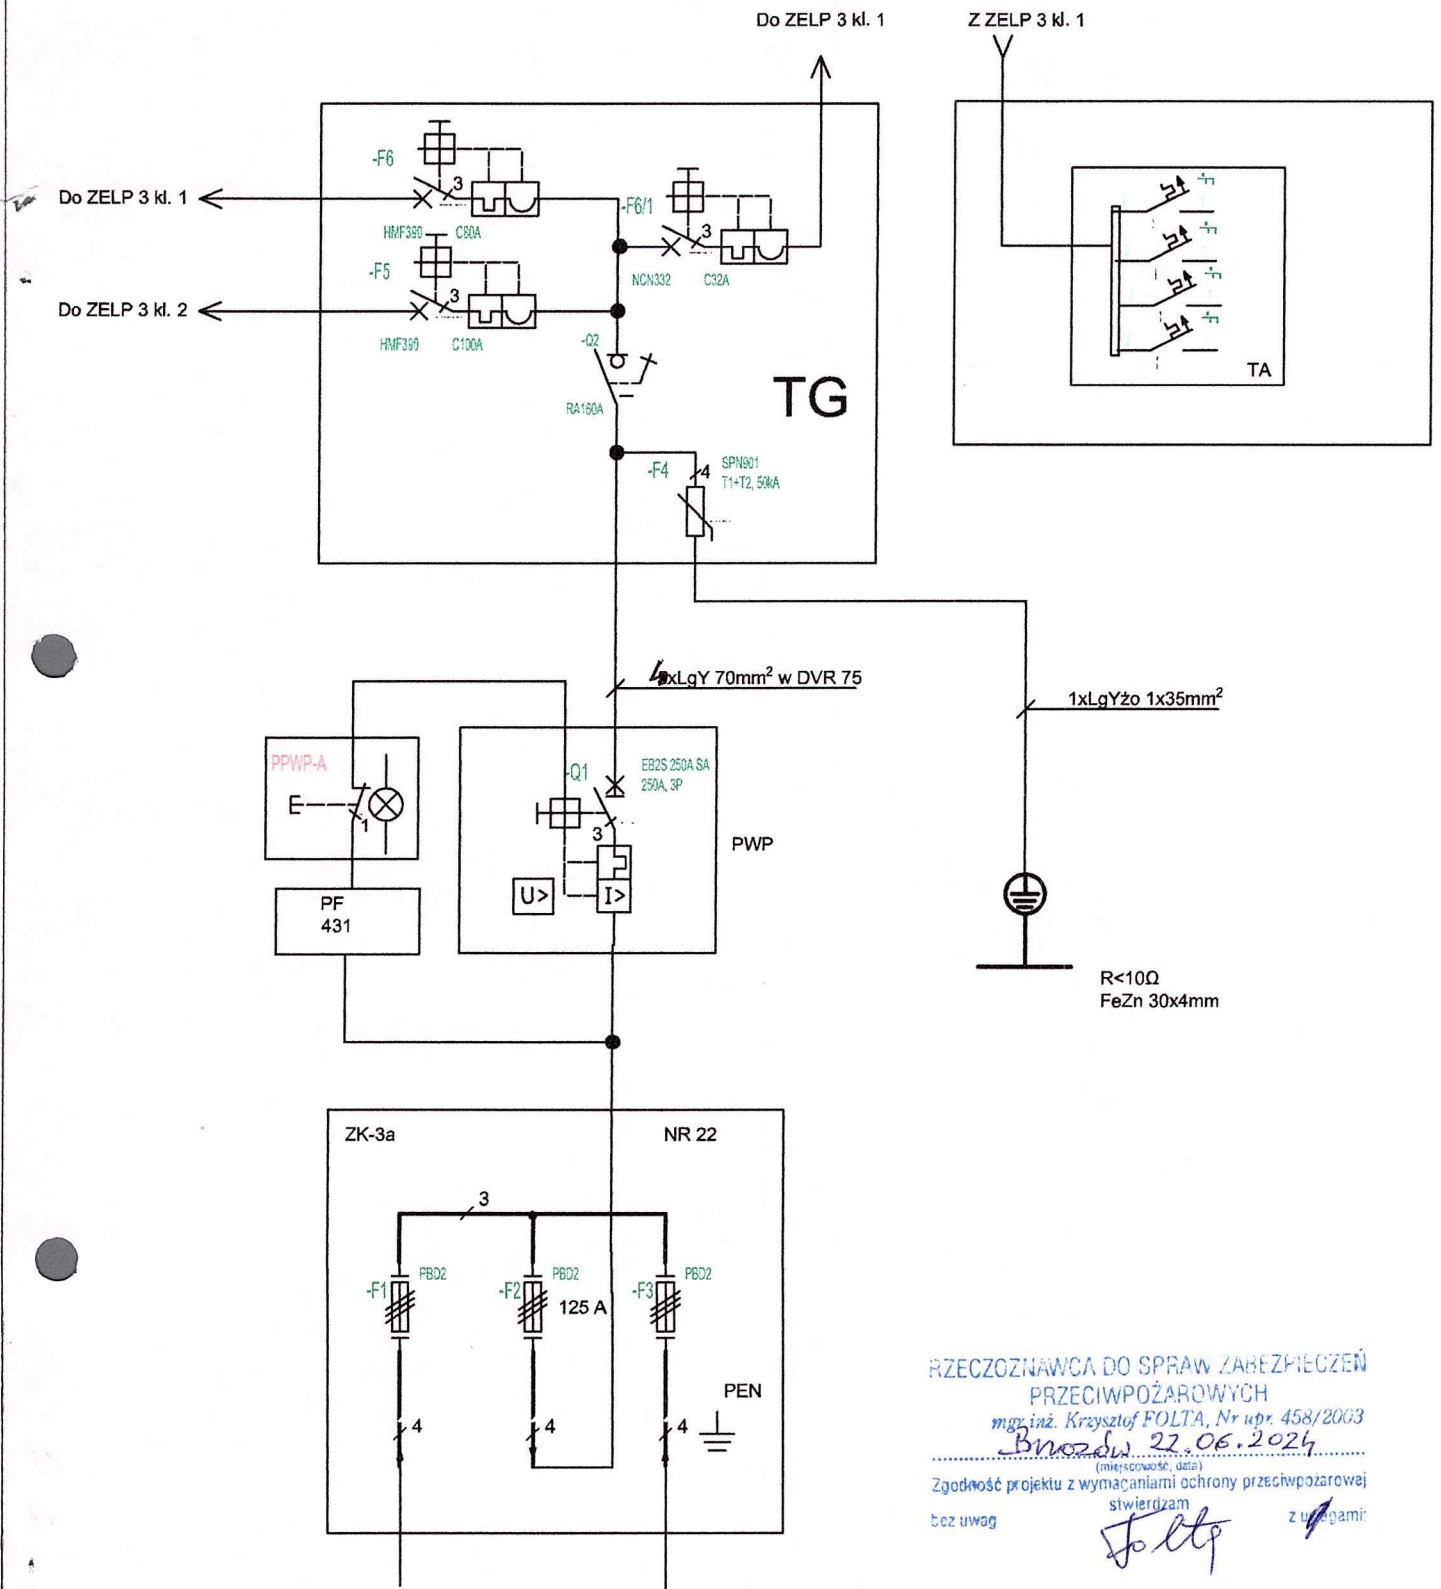 Do ZELP 3 kl. 1
Z ZELP 3 kl. 1
-F6
3
Do ZELP 3 kl. 1
HMF390 C80A
-F6/1
3
NCN332 C32A
-F5
3
Do ZELP 3 kl. 2
HMF390 C100A
-Q2
RA160A
TG
TA
-F4
4
SPN901
T1+T2, 50kA
4xLgY 70mm² w DVR 75
1xLgYżo 1x35mm²
PPWP-A
1
-Q1
EB2S 250A SA
250A, 3P
3
PWP
U>
I>
PF
431
R<10Ω
FeZn 30x4mm
ZK-3a
NR 22
3
-F1
PBD2
-F2
PBD2
125 A
-F3
PBD2
4
4
4
PEN
RZECZOZNAWCA DO SPRAW ZABEZPIECZEŃ
PRZECIWPOŻAROWYCH
mgr inż. Krzysztof FOLTA, Nr upr. 458/2003
Brzozów 22.06.2024
(miejscowość, data)
Zgodność projektu z wymaganiami ochrony przeciwpożarowej
stwierdzam
bez uwag
z uwagami:
Folta